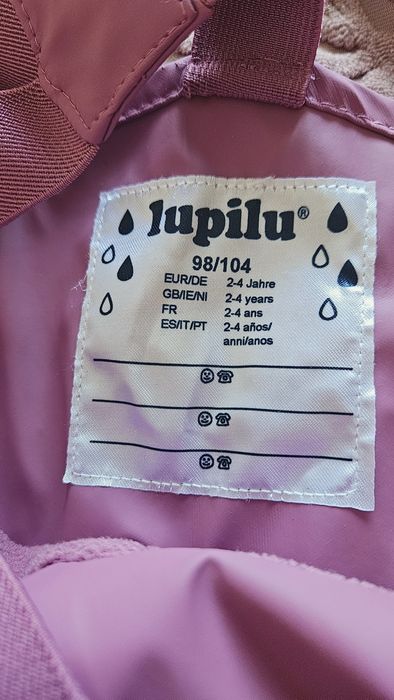 lupilu®
98/104
EUR/DE 2-4 Jahre
GB/IE/NI 2-4 years
FR 2-4 ans
ES/IT/PT 2-4 años/
anni/anos